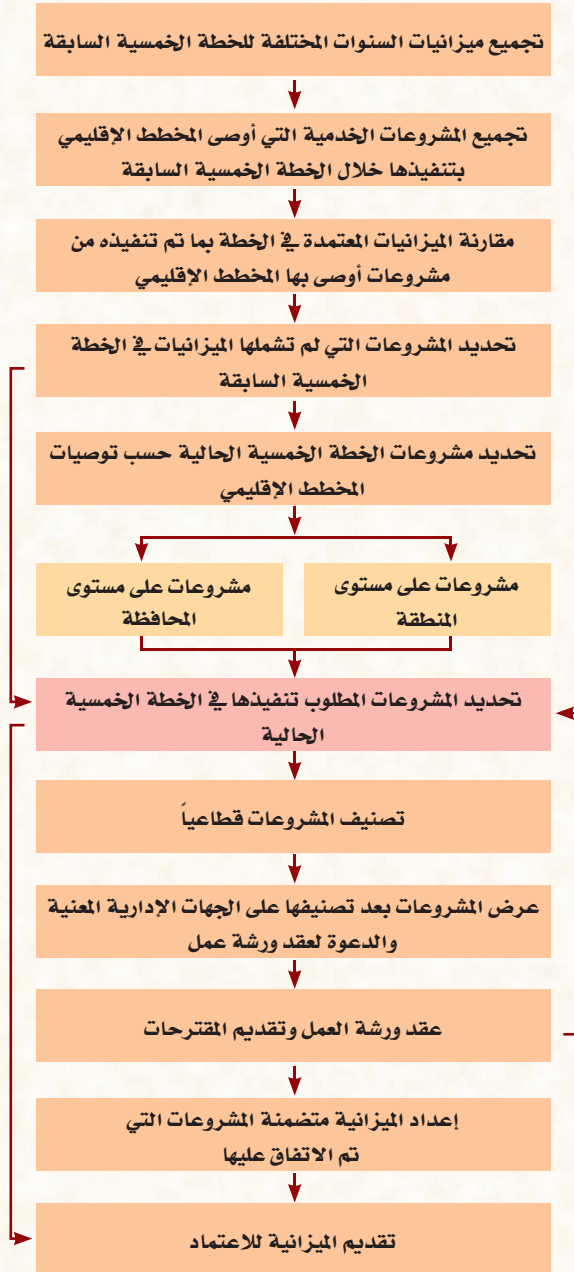 تجميع ميزانيات السنوات المختلفة للخطة الخمسية السابقة
تجميع المشروعات الخدمية التي أوصى المخطط الإقليمي
بتنفيذها خلال الخطة الخمسية السابقة
مقارنة الميزانيات المعتمدة في الخطة بما تم تنفيذه من
مشروعات أوصى بها المخطط الإقليمي
تحديد المشروعات التي لم تشملها الميزانيات في الخطة
الخمسية السابقة
تحديد مشروعات الخطة الخمسية الحالية حسب توصيات
المخطط الإقليمي
مشروعات على مستوى
المنطقة
مشروعات على مستوى
المحافظة
تحديد المشروعات المطلوب تنفيذها في الخطة الخمسية
الحالية
تصنيف المشروعات قطاعياً
عرض المشروعات بعد تصنيفها على الجهات الإدارية المعنية
والدعوة لعقد ورشة عمل
عقد ورشة العمل وتقديم المقترحات
إعداد الميزانية متضمنة المشروعات التي
تم الاتفاق عليها
تقديم الميزانية للاعتماد